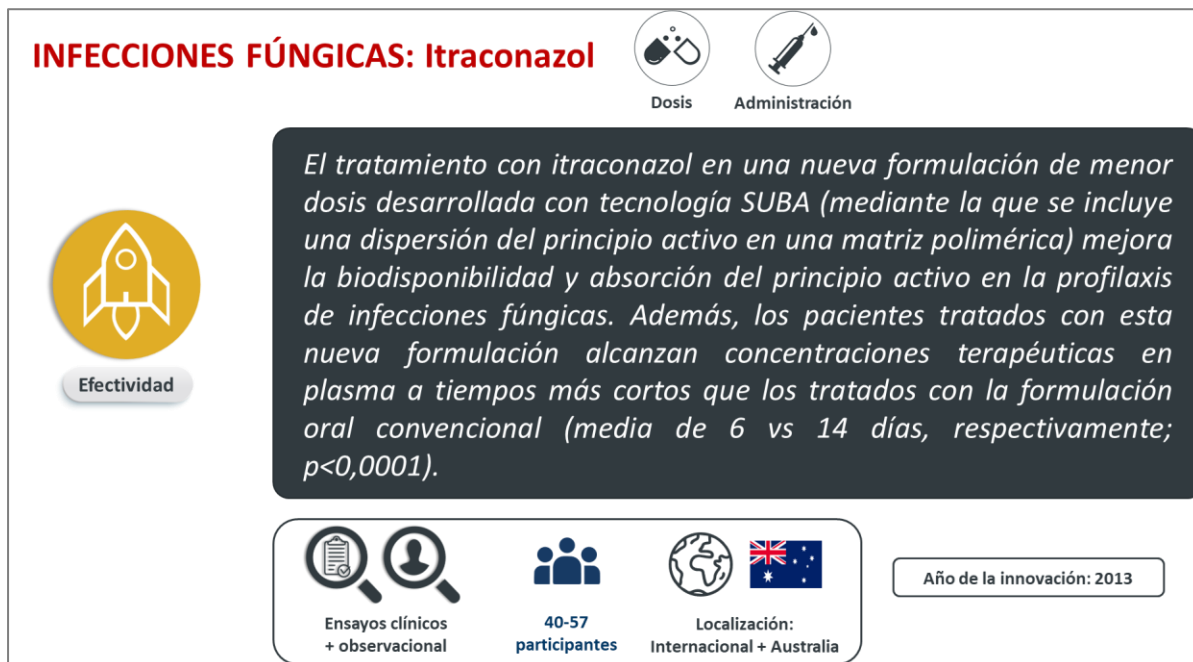 INFECCIONES FÚNGICAS: Itraconazol
Dosis
Administración
El tratamiento con itraconazol en una nueva formulación de menor
dosis desarrollada con tecnología SUBA (mediante la que se incluye
una dispersión del principio activo en una matriz polimérica) mejora
la biodisponibilidad y absorción del principio activo en la profilaxis
de infecciones fúngicas. Además, los pacientes tratados con esta
nueva formulación alcanzan concentraciones terapéuticas en
plasma a tiempos más cortos que los tratados con la formulación
oral convencional (media de 6 vs 14 días, respectivamente;
p<0,0001).
Efectividad
Ensayos clínicos
+ observacional
40-57
participantes
Localización:
Internacional + Australia
Año de la innovación: 2013